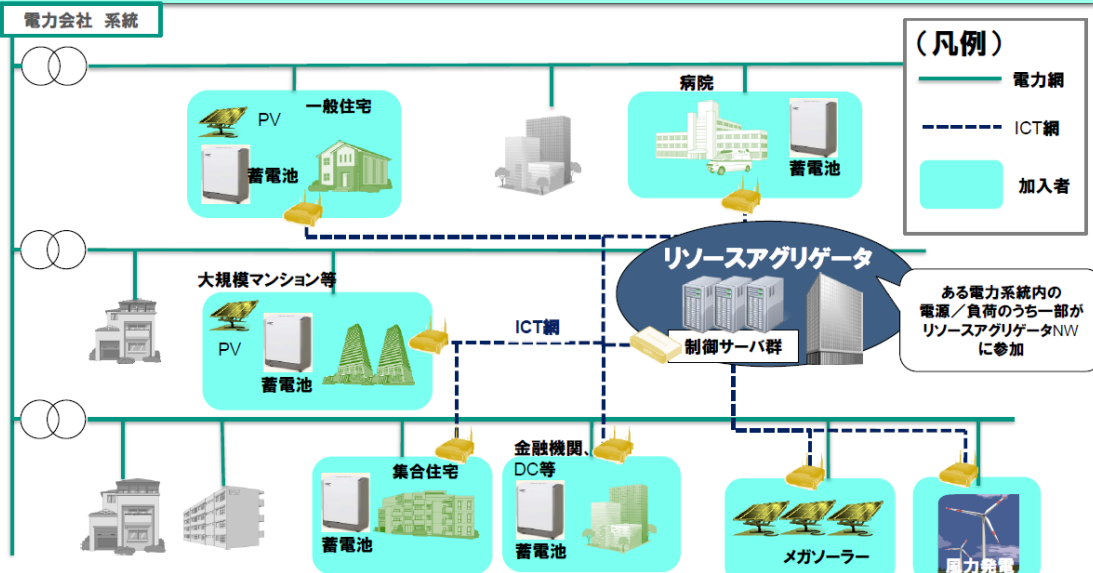 電力会社 系統
(凡例)
電力網
ICT網
加入者
一般住宅
PV
蓄電池
病院
蓄電池
リソースアグリゲータ
制御サーバ群
ある電力系統内の
電源／負荷のうち一部が
リソースアグリゲータNW
に参加
大規模マンション等
PV
蓄電池
ICT網
集合住宅
蓄電池
金融機関、
DC等
蓄電池
メガソーラー
風力発電